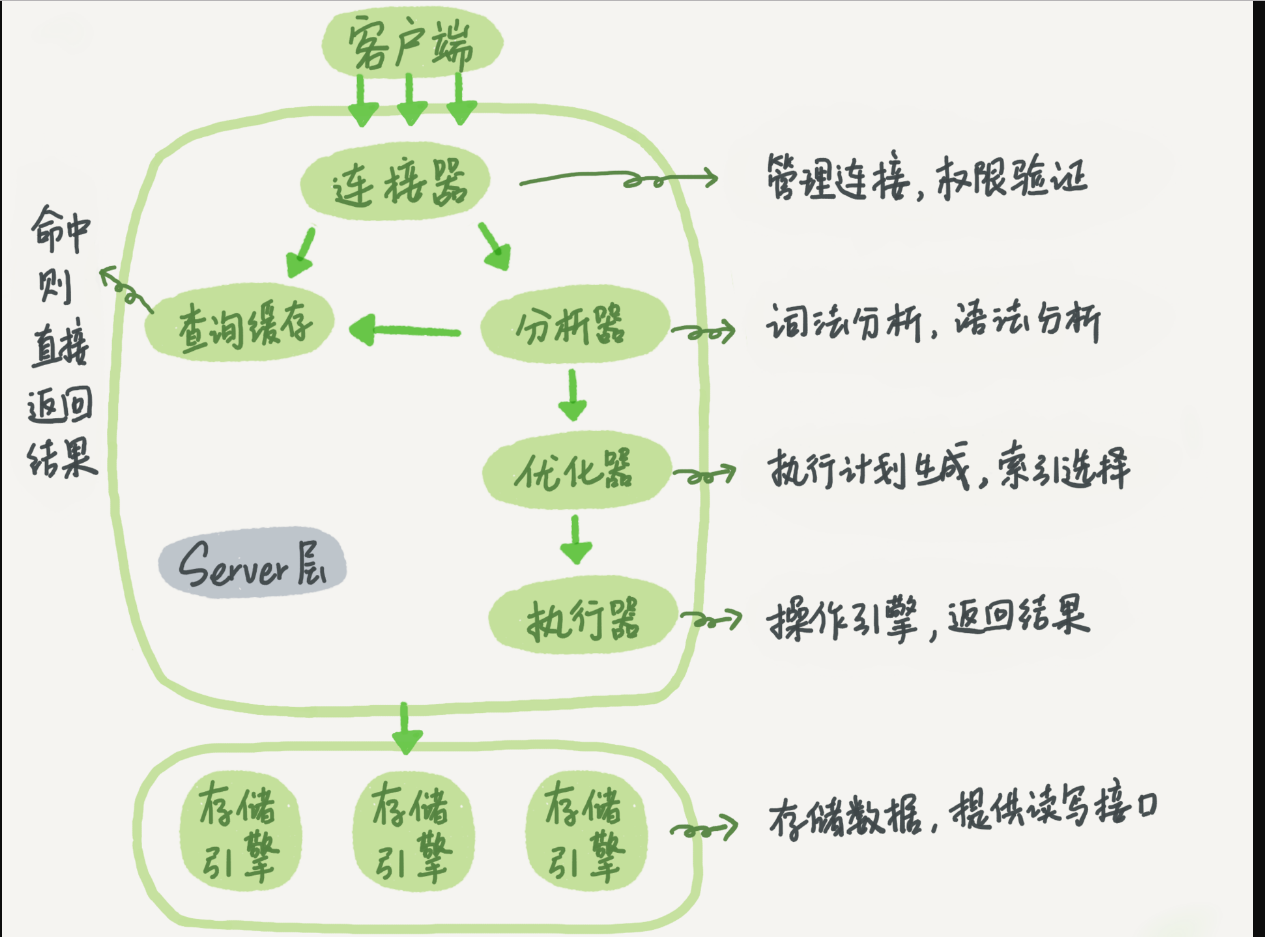 客户端
连接器
管理连接,权限验证
命中
则
直接
返回
结果
查询缓存
分析器
词法分析,语法分析
优化器
执行计划生成,索引选择
Server层
执行器
操作引擎,返回结果
存储
引擎
存储
引擎
存储
引擎
存储数据,提供读写接口